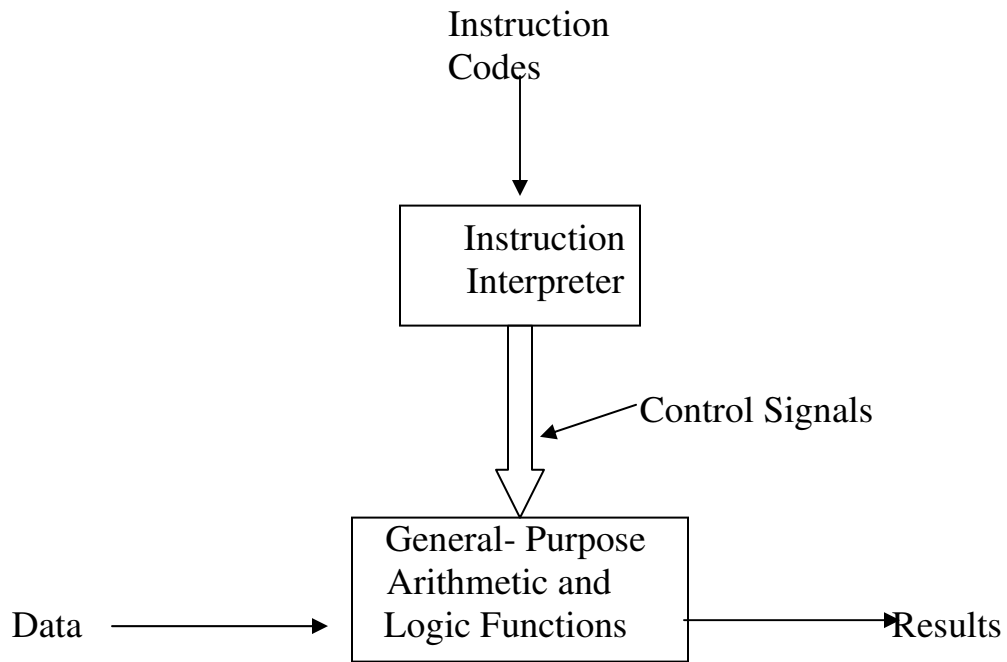 Instruction
Codes
Instruction
Interpreter
Control Signals
General- Purpose
Arithmetic and
Logic Functions
Data
Results